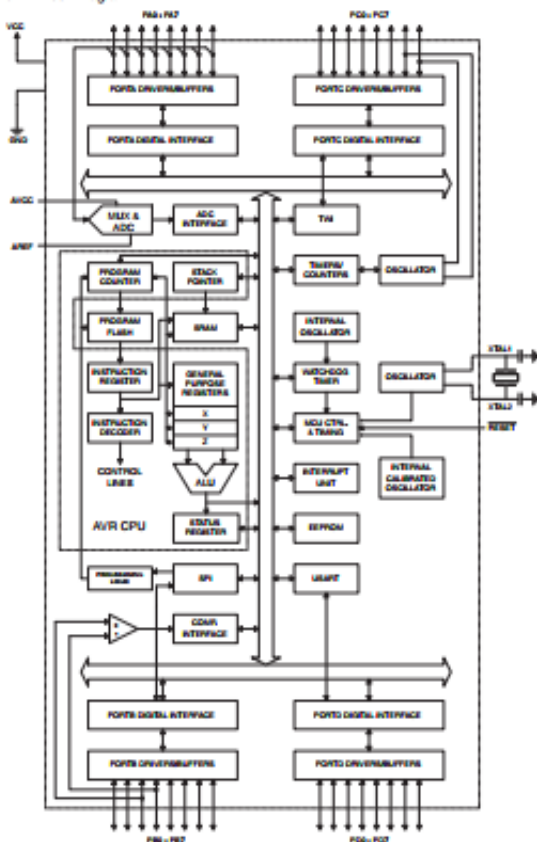 VCC
PA0 - PA7
PC0 - PC7
GND
PORTA DRIVERS/BUFFERS
PORTC DRIVERS/BUFFERS
PORTA DIGITAL INTERFACE
PORTC DIGITAL INTERFACE
AVCC
MUX &
ADC
ADC
INTERFACE
TWI
AREF
PROGRAM
COUNTER
STACK
POINTER
TIMERS/
COUNTERS
OSCILLATOR
PROGRAM
FLASH
SRAM
INTERNAL
OSCILLATOR
XTAL1
INSTRUCTION
REGISTER
GENERAL
PURPOSE
REGISTERS
WATCHDOG
TIMER
OSCILLATOR
XTAL2
X
Y
Z
INSTRUCTION
DECODER
MCU CTRL.
& TIMING
RESET
CONTROL
LINES
ALU
INTERRUPT
UNIT
INTERNAL
CALIBRATED
OSCILLATOR
AVR CPU
STATUS
REGISTER
EEPROM
PROGRAMMING
LOGIC
SPI
USART
+
-
COMP.
INTERFACE
PORTB DIGITAL INTERFACE
PORTD DIGITAL INTERFACE
PORTB DRIVERS/BUFFERS
PORTD DRIVERS/BUFFERS
PB0 - PB7
PD0 - PD7